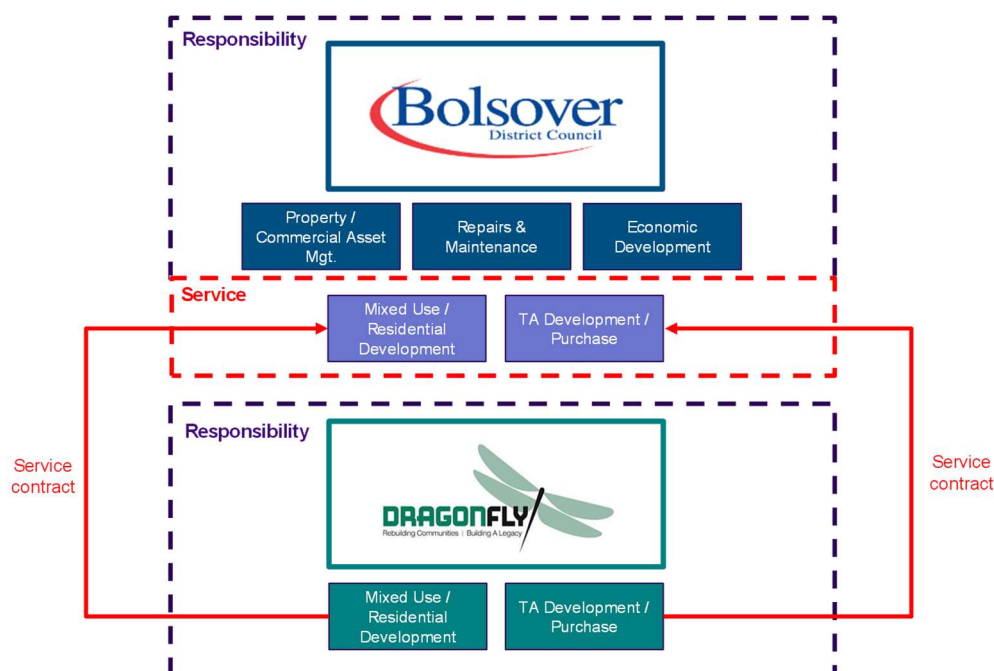 Responsibility
Bolsover
District Council
Property /
Commercial Asset
Mgt.
Repairs &
Maintenance
Economic
Development
Service
Mixed Use /
Residential
Development
TA Development /
Purchase
Responsibility
Service
contract
Service
contract
DRAGONFLY
Rebuilding Communities | Building A Legacy
Mixed Use /
Residential
Development
TA Development /
Purchase